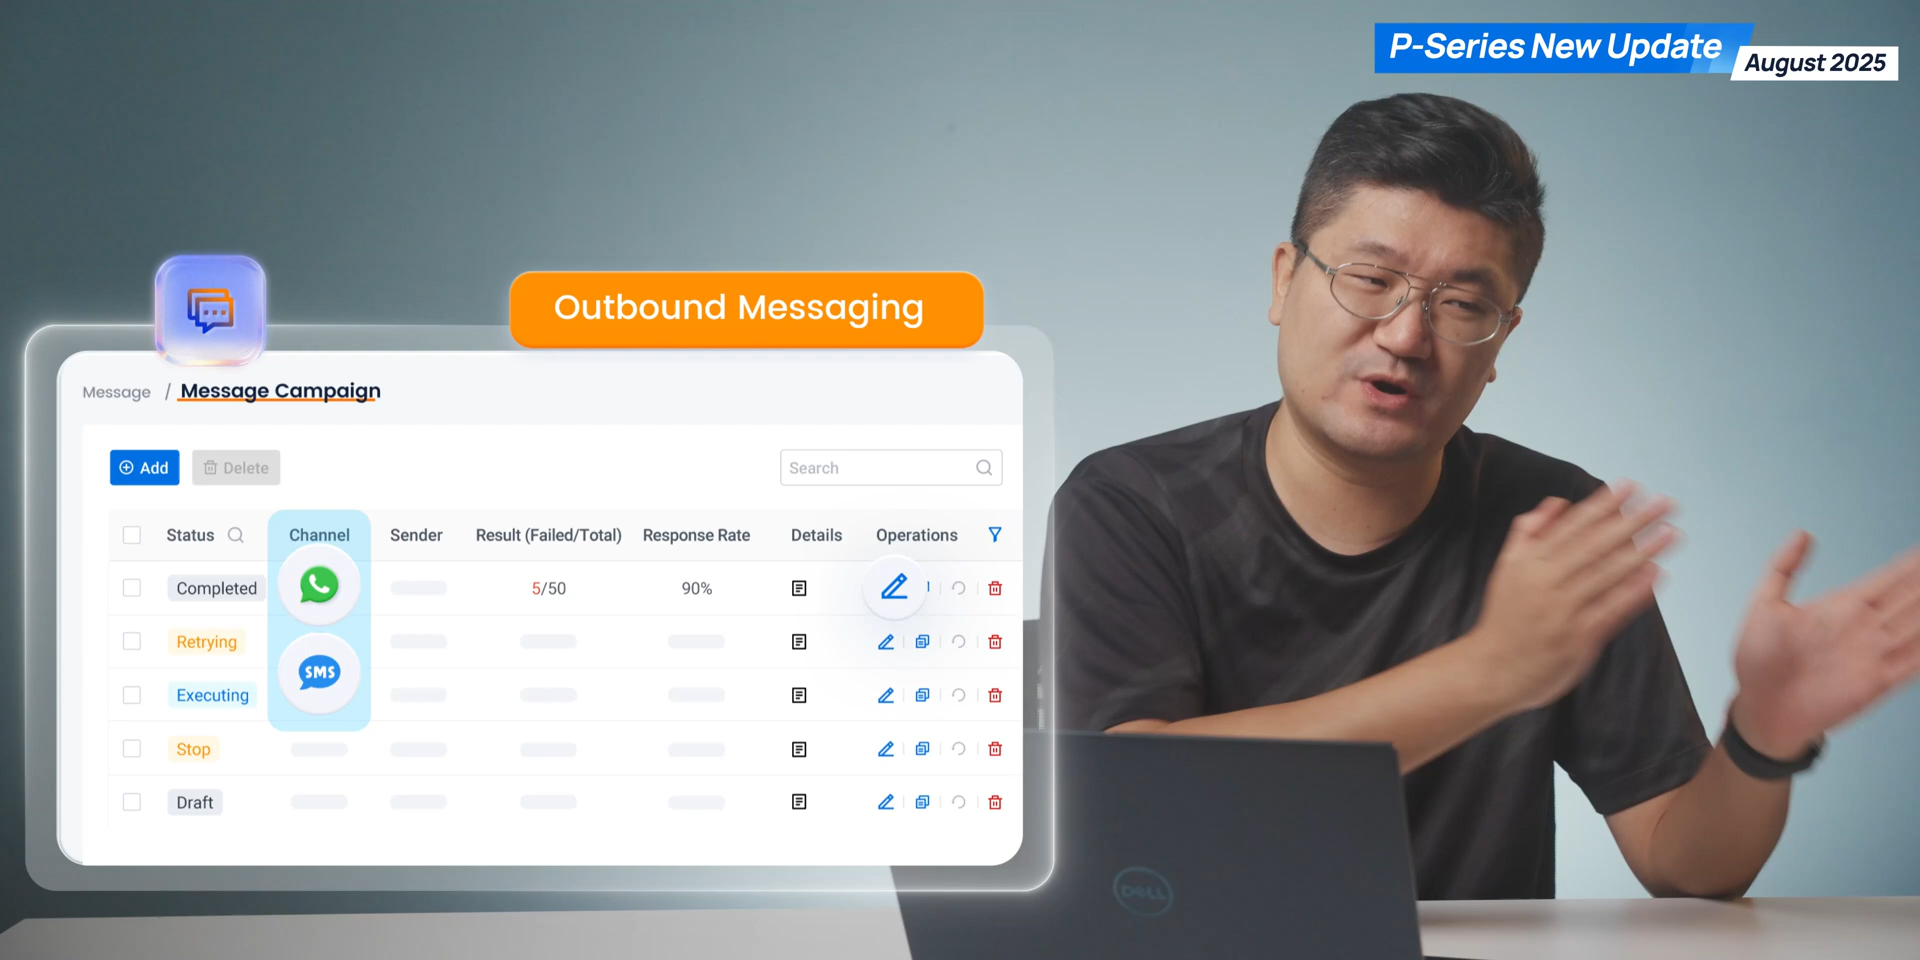 P-Series New Update
August 2025
Outbound Messaging
Message / Message Campaign
Add Delete Search
Status Channel Sender Result (Failed/Total) Response Rate Details Operations
Completed 5/50 90%
SMS
Retrying
Executing
Stop
Draft
DELL